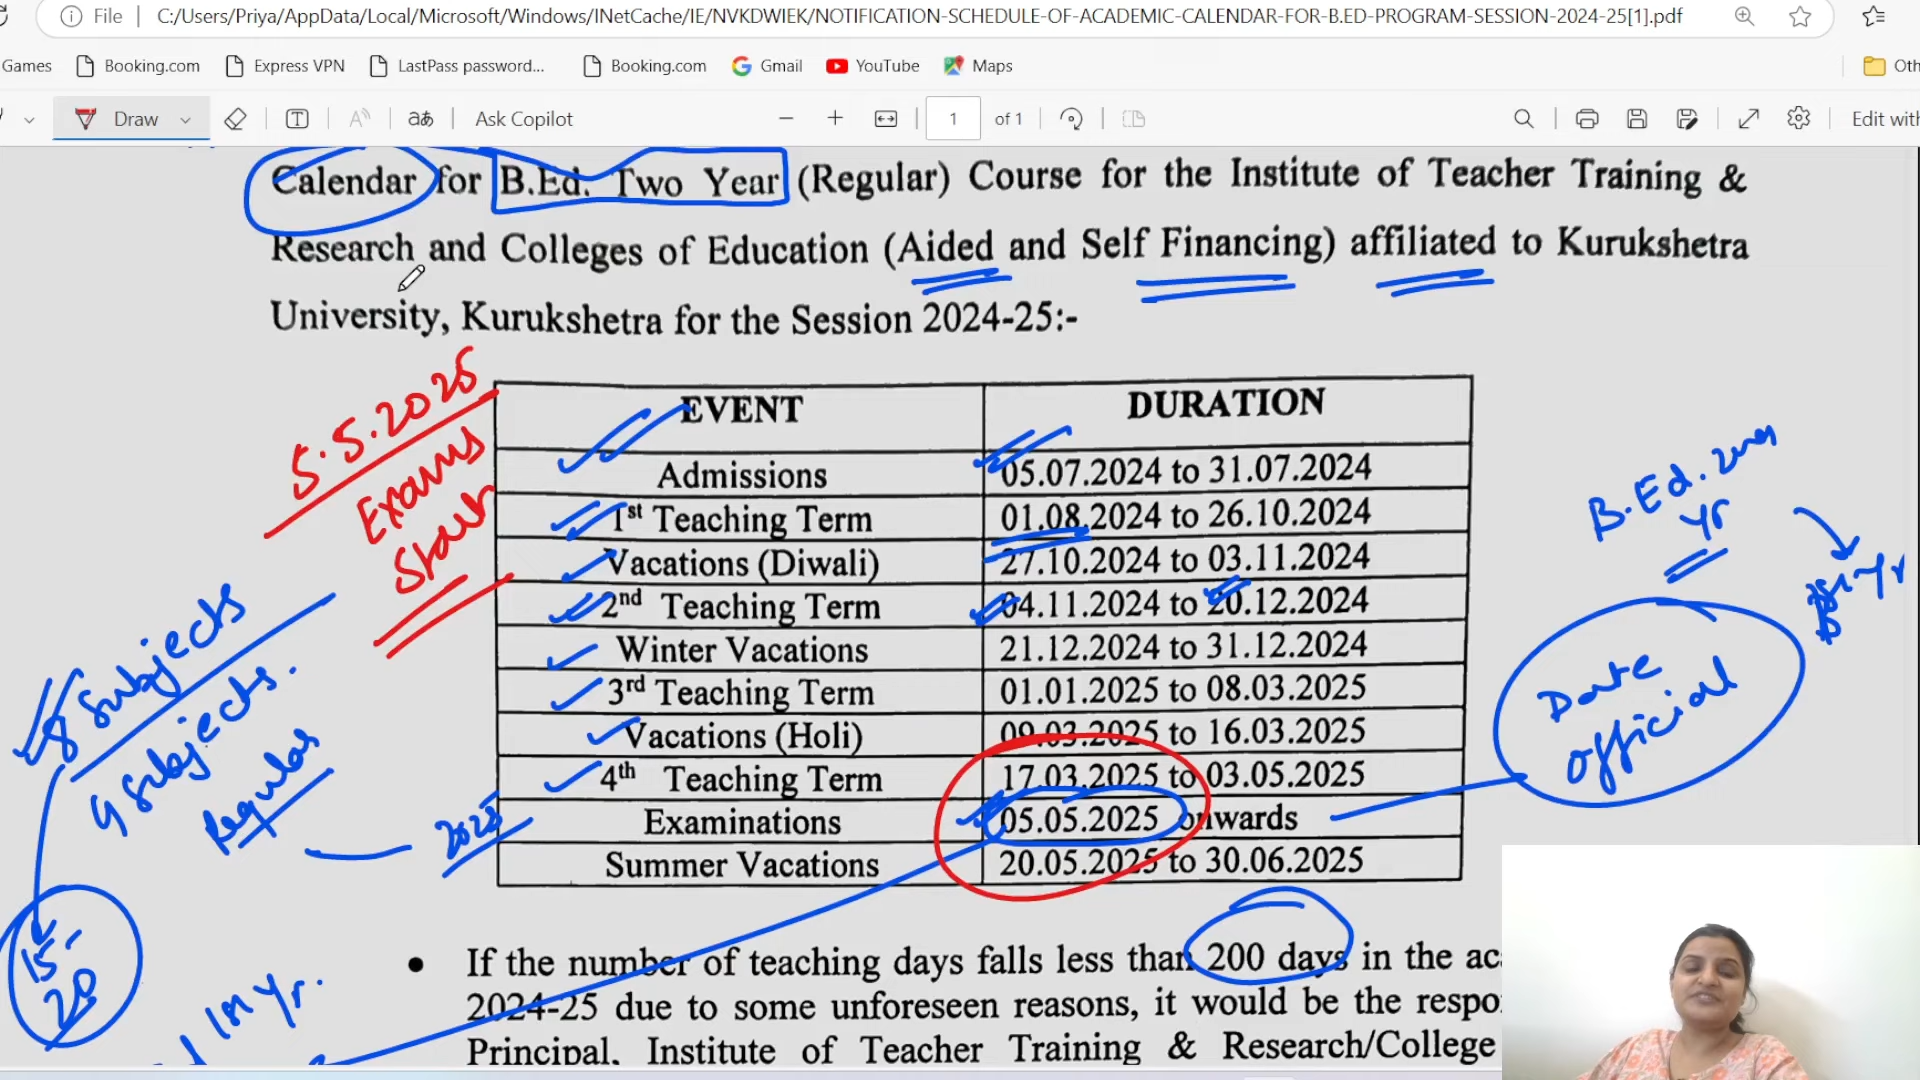 File C:/Users/Priya/AppData/Local/Microsoft/Windows/INetCache/IE/NVKDWIEK/NOTIFICATION-SCHEDULE-OF-ACADEMIC-CALENDAR-FOR-B.ED-PROGRAM-SESSION-2024-25[1].pdf
Games Booking.com Express VPN LastPass password... Booking.com Gmail YouTube Maps Oth
Draw Ask Copilot 1 of 1 Edit with
Calendar for B.Ed. Two Year (Regular) Course for the Institute of Teacher Training &
Research and Colleges of Education (Aided and Self Financing) affiliated to Kurukshetra
University, Kurukshetra for the Session 2024-25:-
EVENT DURATION
Admissions 05.07.2024 to 31.07.2024
1st Teaching Term 01.08.2024 to 26.10.2024
Vacations (Diwali) 27.10.2024 to 03.11.2024
2nd Teaching Term 04.11.2024 to 20.12.2024
Winter Vacations 21.12.2024 to 31.12.2024
3rd Teaching Term 01.01.2025 to 08.03.2025
Vacations (Holi) 09.03.2025 to 16.03.2025
4th Teaching Term 17.03.2025 to 03.05.2025
Examinations 05.05.2025 onwards
Summer Vacations 20.05.2025 to 30.06.2025
If the number of teaching days falls less than 200 days in the ac
2024-25 due to some unforeseen reasons, it would be the respo
Principal, Institute of Teacher Training & Research/College
5.5.2025
Exams
Start
8 subjects
4 subjects.
Regular
2025
15-
20
1st Yr.
B.Ed. 2nd
yr
Yr
Date
official